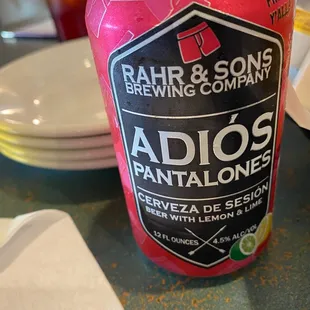 RAHR & SONS
BREWING COMPANY
ADIÓS
PANTALONES
CERVEZA DE SESIÓN
BEER WITH LEMON & LIME
12 FL OUNCES 4.5% ALC/VOL